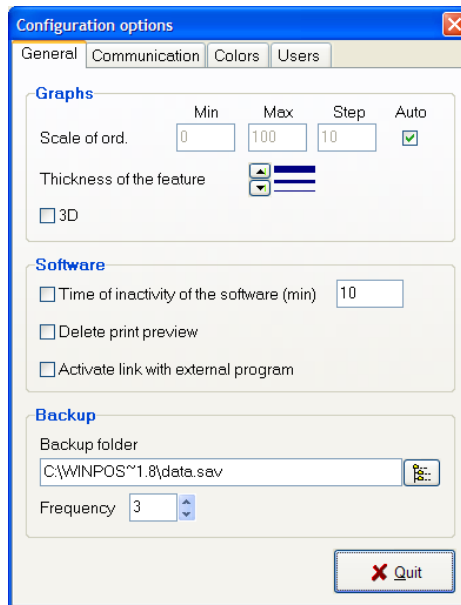 Configuration options
General Communication Colors Users
Graphs
Min Max Step Auto
Scale of ord. 0 100 10
Thickness of the feature
3D
Software
Time of inactivity of the software (min) 10
Delete print preview
Activate link with external program
Backup
Backup folder
C:\WINPOS~1.8\data.sav
Frequency 3
Quit